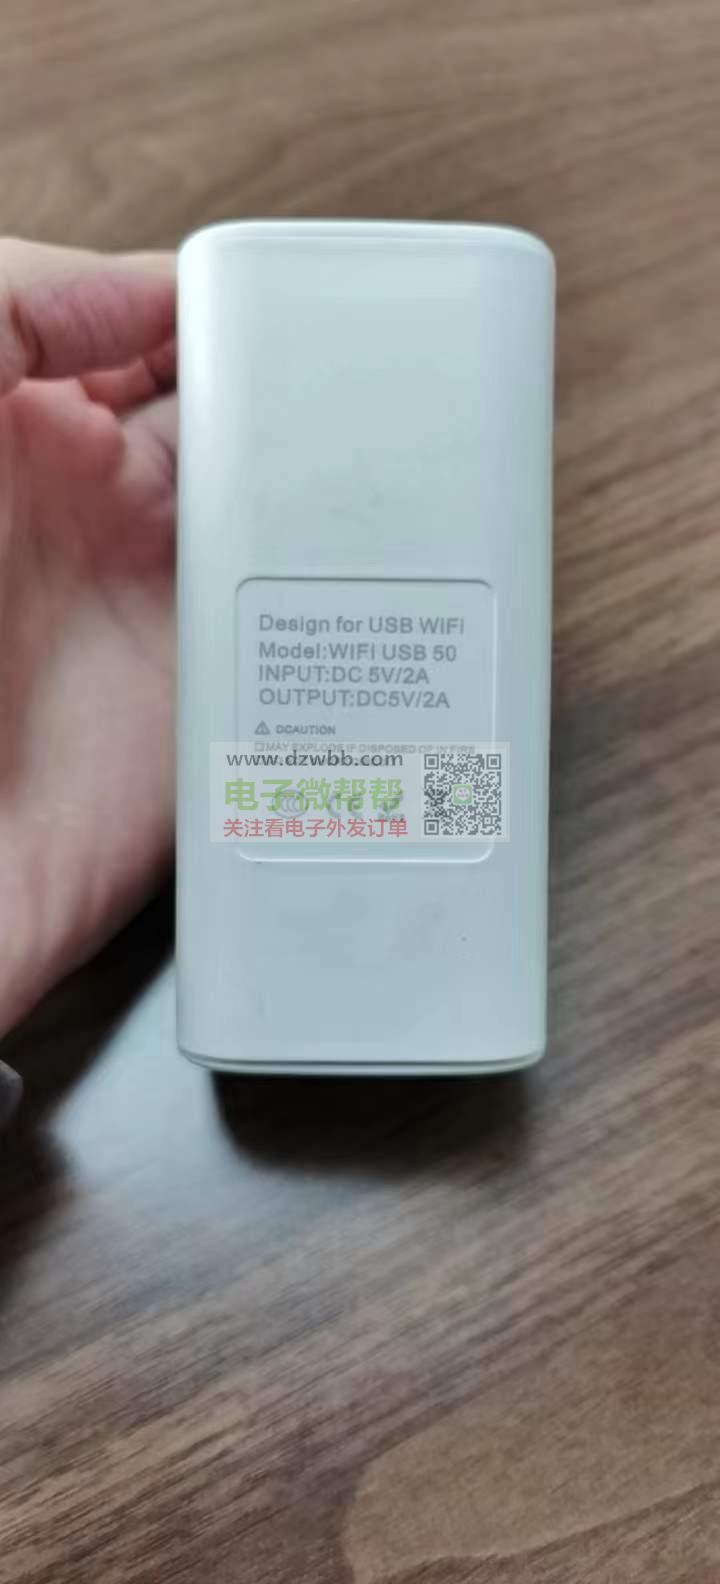 Design for USB WIFI
Model:WIFI USB 50
INPUT:DC 5V/2A
OUTPUT:DC5V/2A
DCAUTION
MAY EXPLODE IF DISPOSED OF IN FIRE
www.dzwbb.com
电子微帮帮
关注看电子外发订单